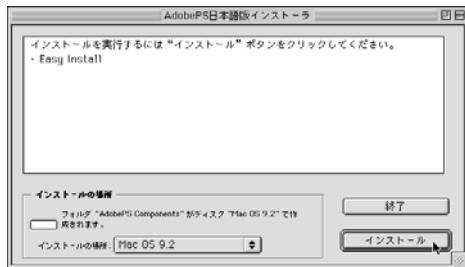 AdobePS日本語版インストーラ
インストールを実行するには“インストール”ボタンをクリックしてください。
・Easy Install
インストールの場所
フォルダ “AdobePS Components” がディスク “Mac OS 9.2” で作
成されます。
インストールの場所: Mac OS 9.2
終了
インストール